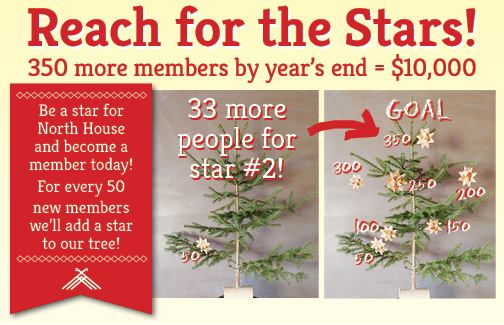 Reach for the Stars!
350 more members by year's end = $10,000
Be a star for
North House
and become a
member today!
For every 50
new members
we'll add a star
to our tree!
33 more
people for
star #2!
50
GOAL
350
300
250
200
100
150
50